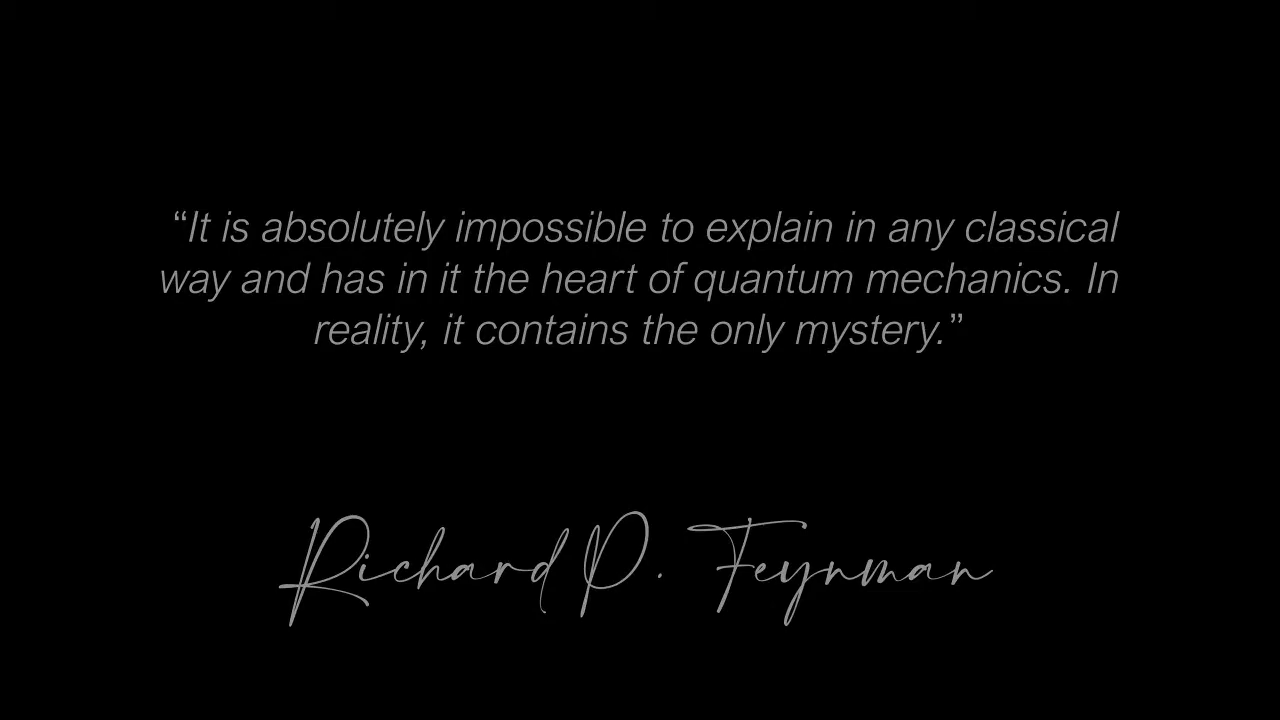 “It is absolutely impossible to explain in any classical
way and has in it the heart of quantum mechanics. In
reality, it contains the only mystery.”
Richard P. Feynman